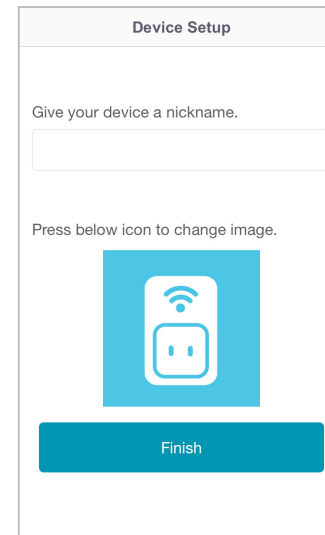 Device Setup
Give your device a nickname.
Press below icon to change image.
Finish